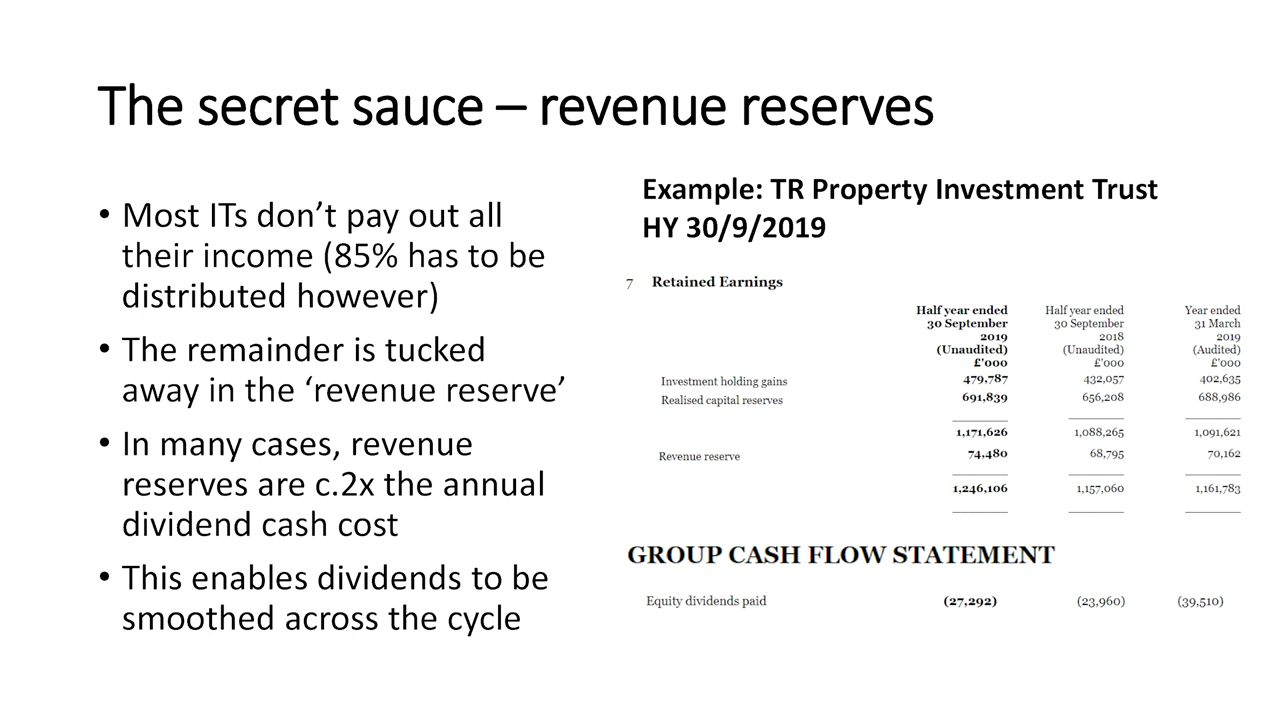 The secret sauce – revenue reserves
• Most ITs don’t pay out all
their income (85% has to be
distributed however)
• The remainder is tucked
away in the ‘revenue reserve’
• In many cases, revenue
reserves are c.2x the annual
dividend cash cost
• This enables dividends to be
smoothed across the cycle
Example: TR Property Investment Trust
HY 30/9/2019
7 Retained Earnings
Half year ended Half year ended Year ended
30 September 30 September 31 March
2019 2018 2019
(Unaudited) (Unaudited) (Audited)
£'000 £'000 £'000
Investment holding gains 479,787 432,057 402,635
Realised capital reserves 691,839 656,208 688,986
1,171,626 1,088,265 1,091,621
Revenue reserve 74,480 68,795 70,162
1,246,106 1,157,060 1,161,783
GROUP CASH FLOW STATEMENT
Equity dividends paid (27,292) (23,960) (39,510)